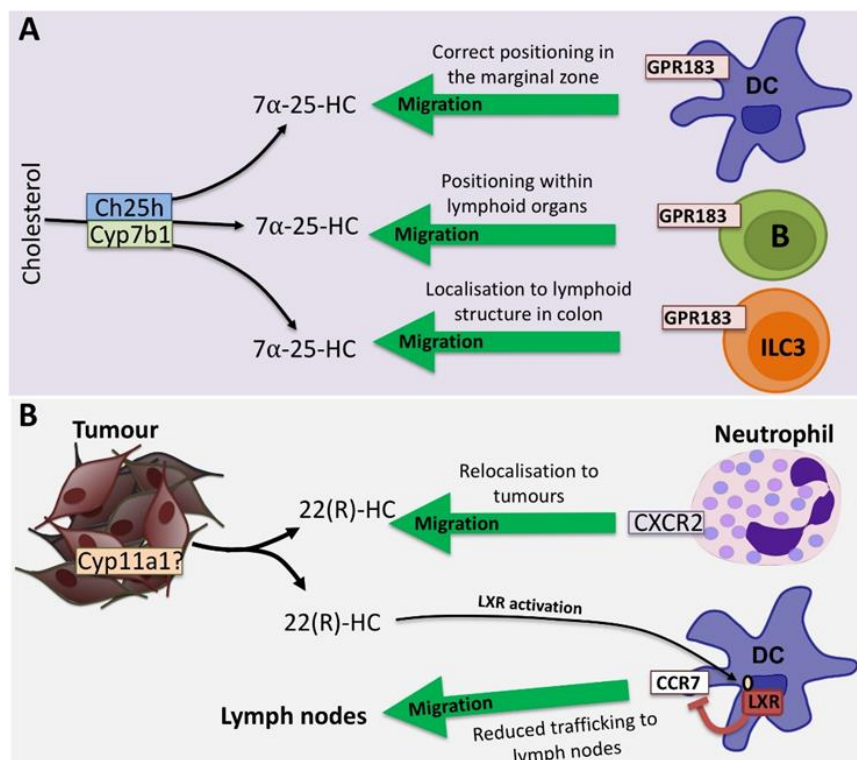 A
Correct positioning in
the marginal zone
Migration
7α-25-HC
GPR183
DC
Cholesterol
Ch25h
Cyp7b1
Positioning within
lymphoid organs
Migration
7α-25-HC
GPR183
B
Localisation to lymphoid
structure in colon
Migration
7α-25-HC
GPR183
ILC3
B
Tumour
Cyp11a1?
22(R)-HC
Relocalisation to
tumours
Migration
Neutrophil
CXCR2
22(R)-HC
LXR activation
DC
CCR7
LXR
Lymph nodes
Migration
Reduced trafficking to
lymph nodes